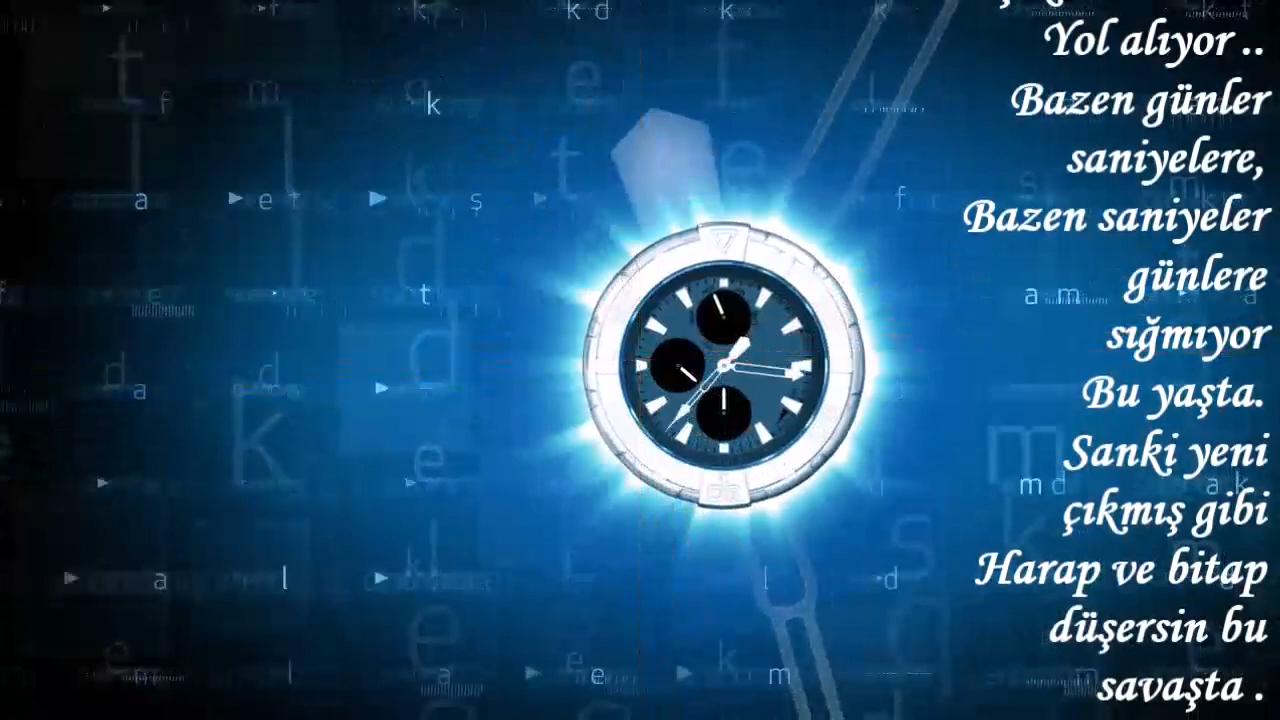 Yol alıyor ..
Bazen günler
saniyelere,
Bazen saniyeler
günlere
sığmıyor
Bu yaşta.
Sanki yeni
çıkmış gibi
Harap ve bitap
düşersin bu
savaşta .